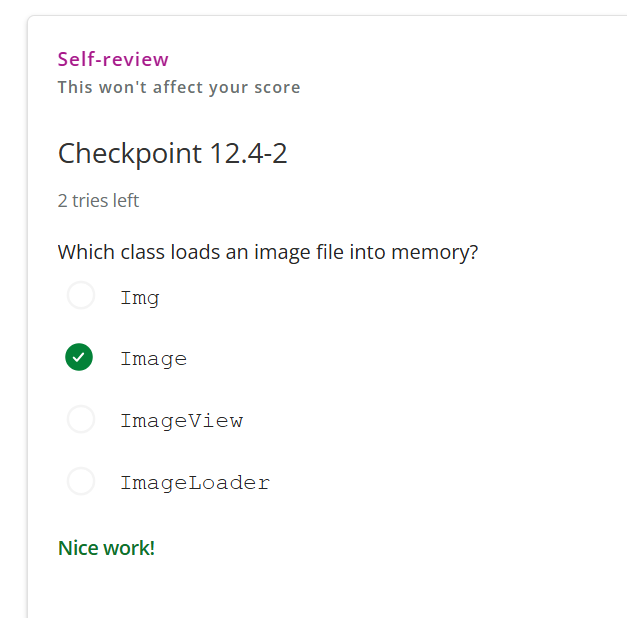 Self-review
This won't affect your score
Checkpoint 12.4-2
2 tries left
Which class loads an image file into memory?
Img
Image
ImageView
ImageLoader
Nice work!